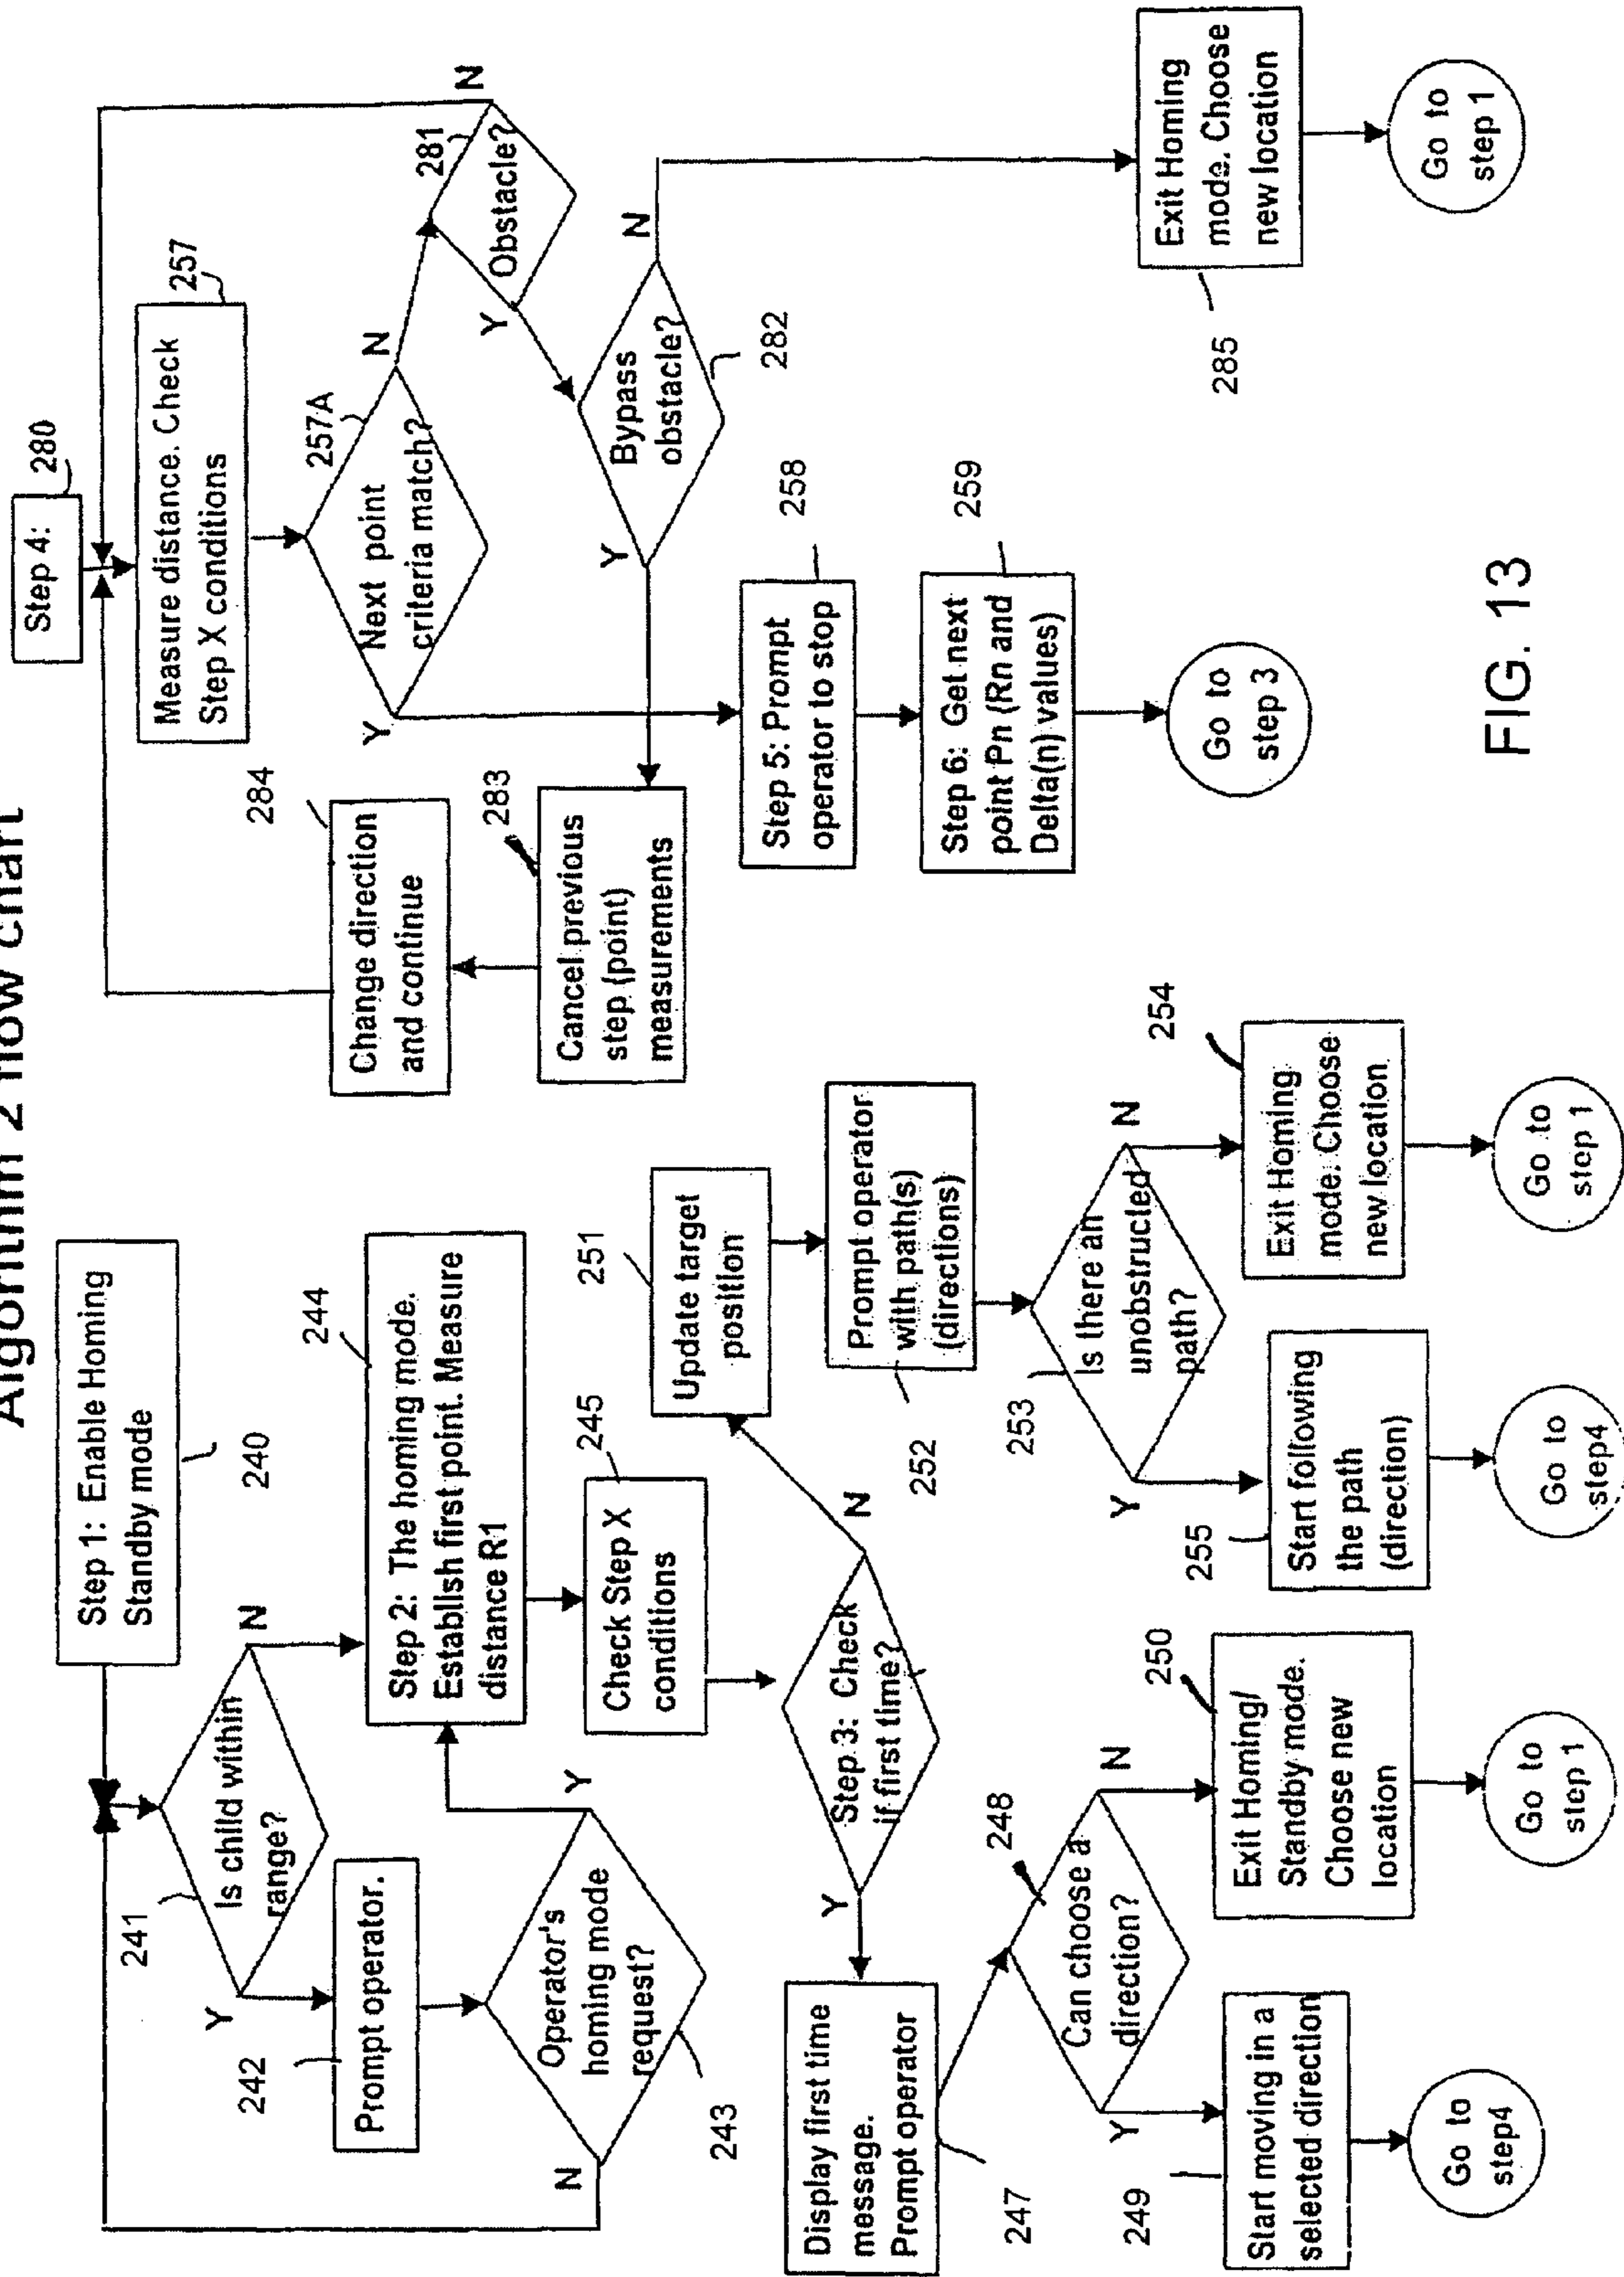 Algorithm 2 flow chart
Step 1: Enable Homing
Standby mode
240
241
Is child within
range?
Y
N
242
Prompt operator.
Operator's
homing mode
request?
N
Y
243
244
Step 2: The homing mode.
Establish first point. Measure
distance R1
245
Check Step X
conditions
Step 3: Check
if first time?
Y
N
Display first time
message.
Prompt operator
247
248
Can choose a
direction?
Y
N
249
Start moving in a
selected direction
Go to
step4
250
Exit Homing/
Standby mode.
Choose new
location
Go to
step 1
251
Update target
position
Prompt operator
with path(s)
(directions)
252
253
Is there an
unobstructed
path?
Y
N
255
Start following
the path
(direction)
Go to
step4
254
Exit Homing
mode. Choose
new location
Go to
step 1
Step 4:
280
257
Measure distance. Check
Step X conditions
257A
Next point
criteria match?
Y
N
281
Obstacle?
Y
N
Bypass
obstacle?
Y
N
282
284
Change direction
and continue
283
Cancel previous
step (point)
measurements
258
Step 5: Prompt
operator to stop
259
Step 6: Get next
point Pn (Rn and
Delta(n) values)
Go to
step 3
285
Exit Homing
mode. Choose
new location
Go to
step 1
FIG. 13